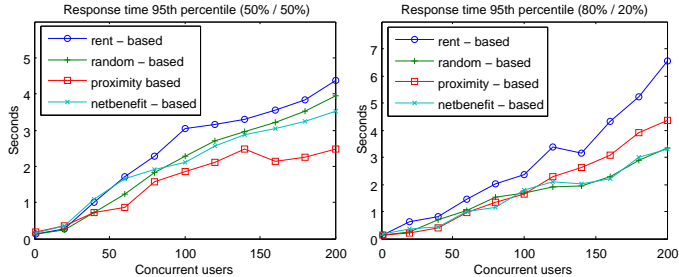 Response time 95th percentile (50% / 50%)
5
4
3
2
1
0
Seconds
0
50
100
150
200
Concurrent users
rent − based
random − based
proximity based
netbenefit − based
Response time 95th percentile (80% / 20%)
7
6
5
4
3
2
1
0
Seconds
0
50
100
150
200
Concurrent users
rent − based
random − based
proximity − based
netbenefit − based